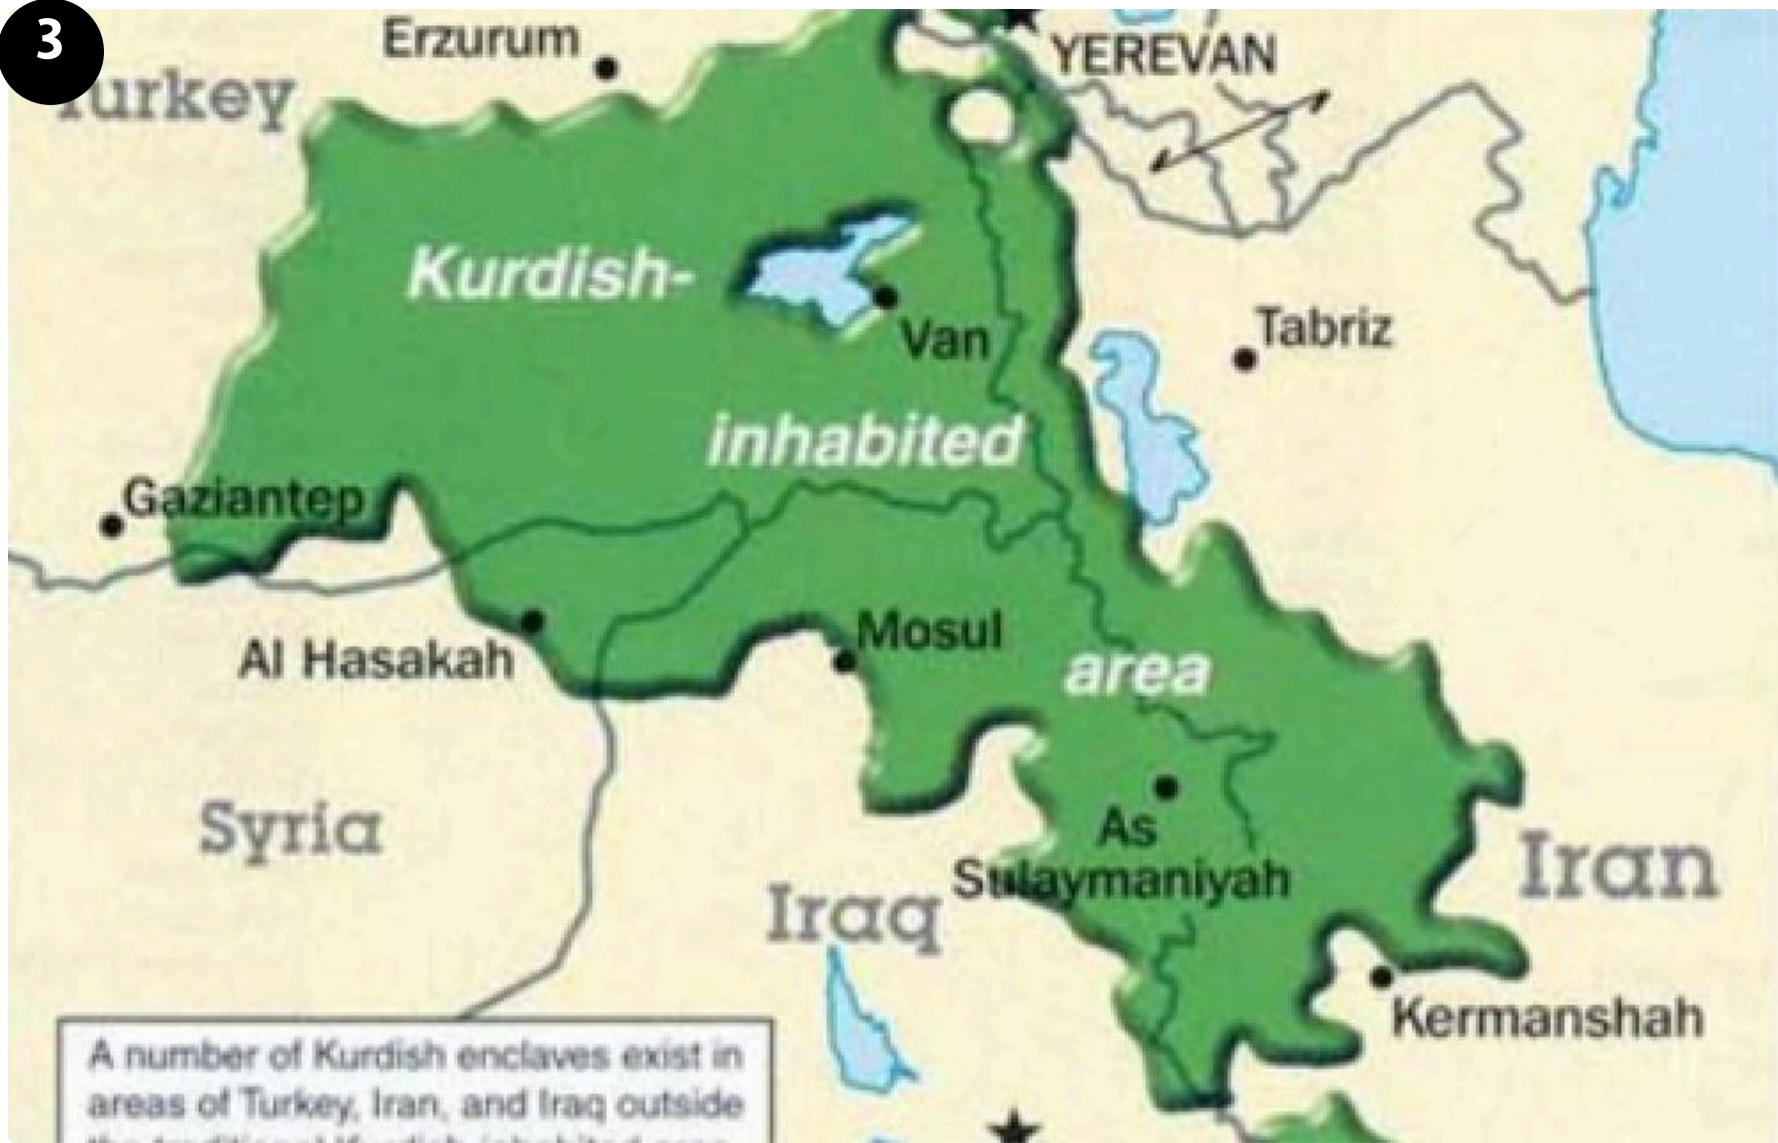 3
Erzurum
YEREVAN
Turkey
Kurdish-
Tabriz
Van
inhabited
Gaziantep
Mosul
Al Hasakah
area
Syria
As
Sulaymaniyah
Iran
Iraq
Kermanshah
A number of Kurdish enclaves exist in
areas of Turkey, Iran, and Iraq outside